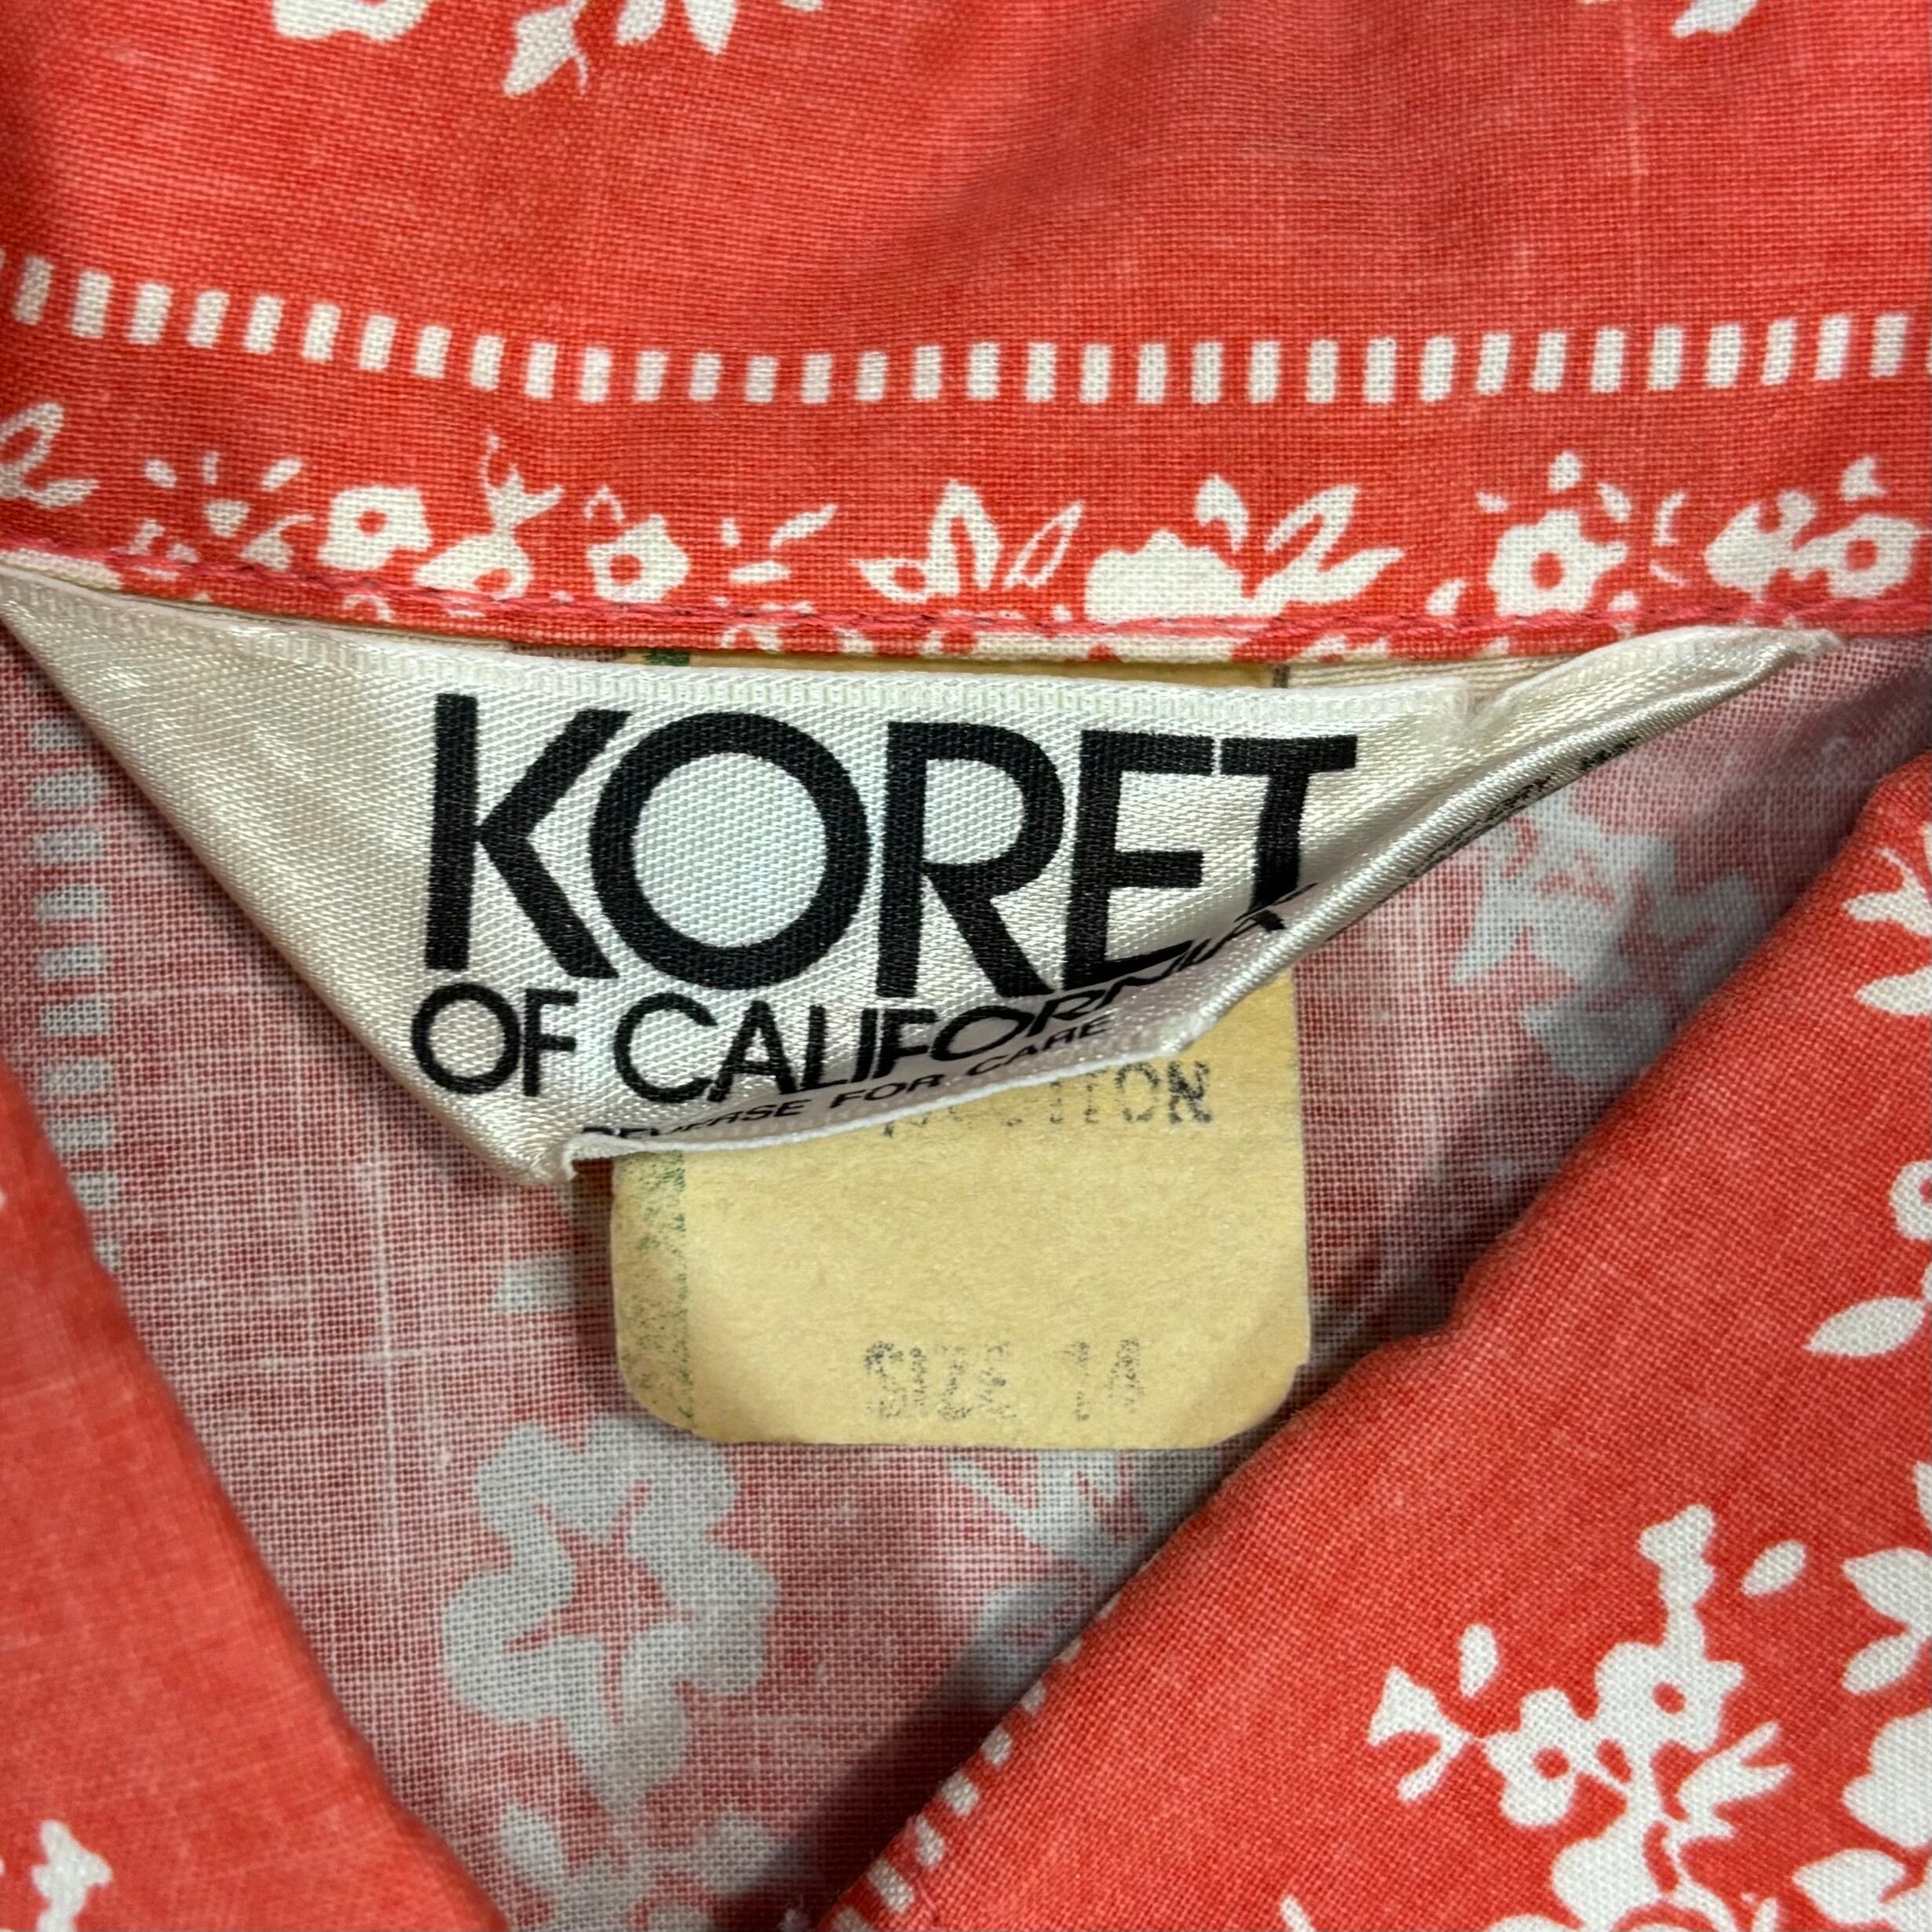 KORET
OF CALIFORNIA
REVERSE FOR CARE
SIZE 14